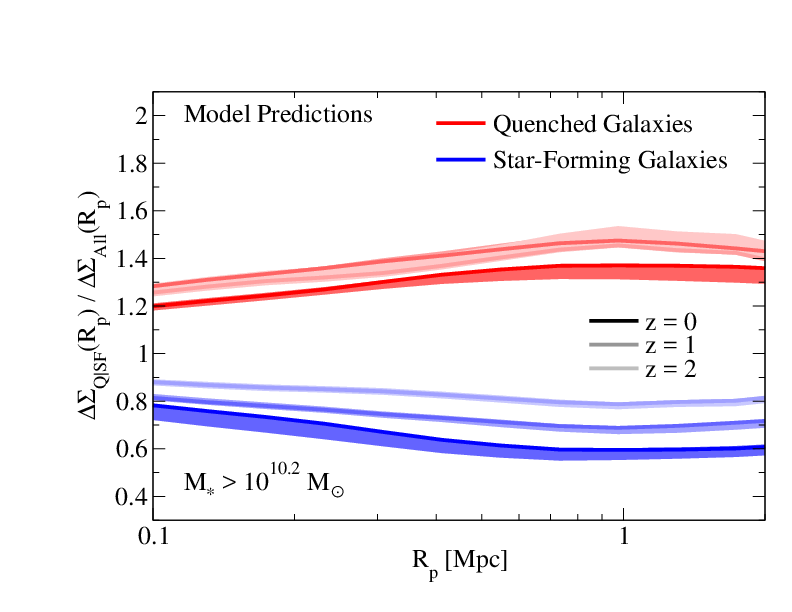 Model Predictions
Quenched Galaxies
Star-Forming Galaxies
z = 0
z = 1
z = 2
M* > 10^10.2 M⊙
2
1.8
1.6
1.4
1.2
1
0.8
0.6
0.4
0.1
1
ΔΣQ|SF(Rp) / ΔΣAll(Rp)
Rp [Mpc]